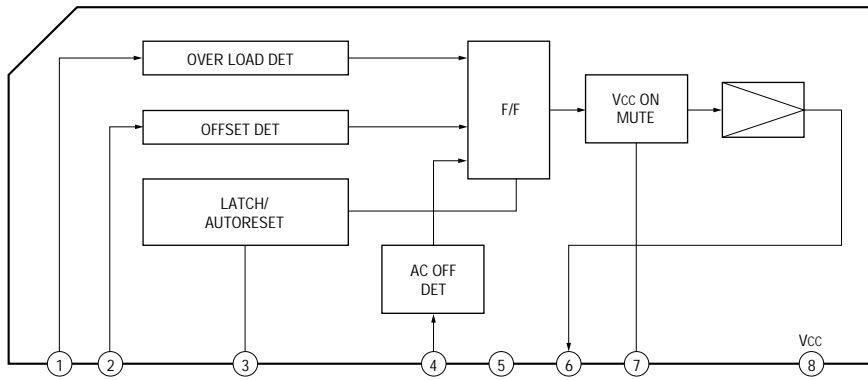 OVER LOAD DET
F/F
VCC ON
MUTE
OFFSET DET
LATCH/
AUTORESET
AC OFF
DET
VCC
1 2 3 4 5 6 7 8